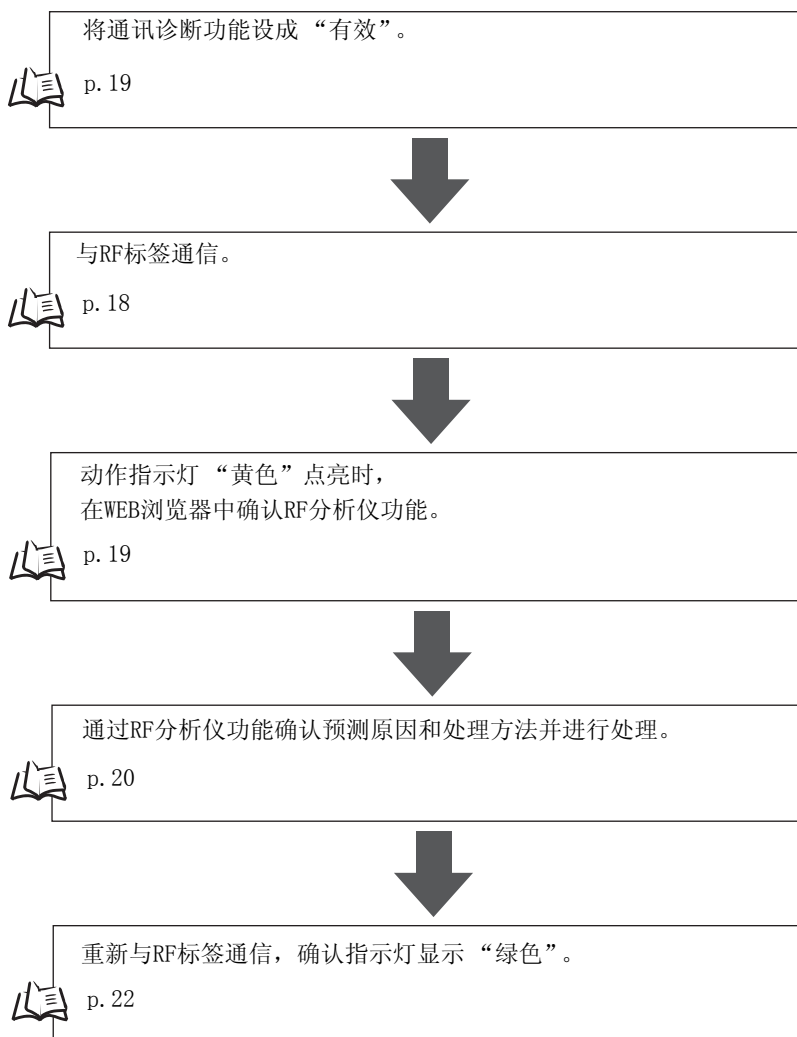 将通讯诊断功能设成 “有效”。
p.19
与RF标签通信。
p.18
动作指示灯 “黄色”点亮时，
在WEB浏览器中确认RF分析仪功能。
p.19
通过RF分析仪功能确认预测原因和处理方法并进行处理。
p.20
重新与RF标签通信，确认指示灯显示 “绿色”。
p.22